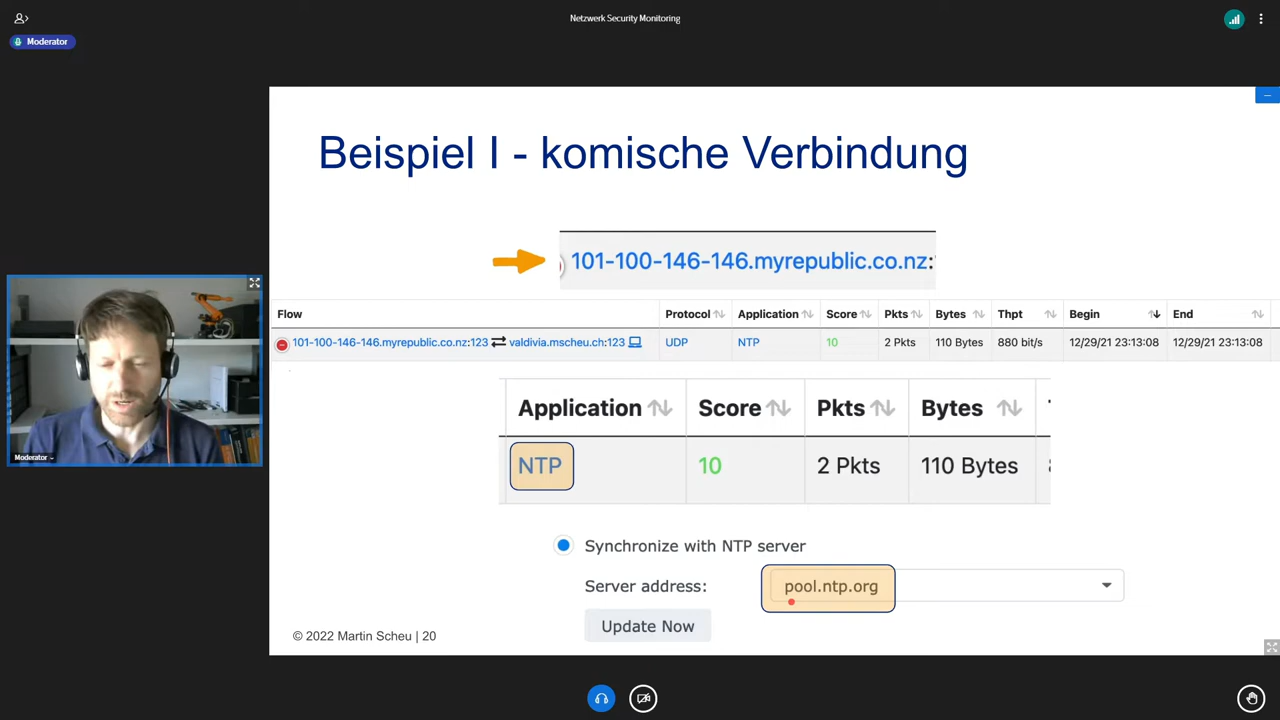 Netzwerk Security Monitoring
Moderator
Beispiel I - komische Verbindung
101-100-146-146.myrepublic.co.nz:
Flow Protocol Application Score Pkts Bytes Thpt Begin End
101-100-146-146.myrepublic.co.nz:123 valdivia.mscheu.ch:123 UDP NTP 10 2 Pkts 110 Bytes 880 bit/s 12/29/21 23:13:08 12/29/21 23:13:08
Application Score Pkts Bytes
NTP 10 2 Pkts 110 Bytes
Synchronize with NTP server
Server address: pool.ntp.org
Update Now
© 2022 Martin Scheu | 20
Moderator